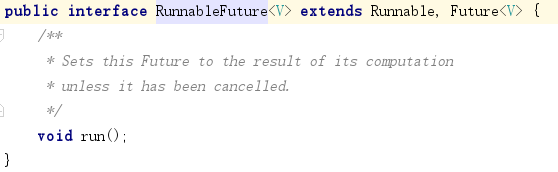 public interface RunnableFuture<V> extends Runnable, Future<V> {
/**
* Sets this Future to the result of its computation
* unless it has been cancelled.
*/
void run();
}